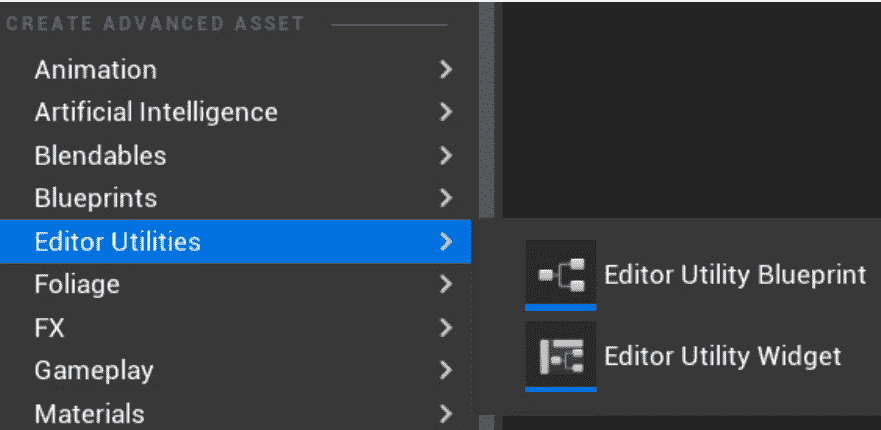 CREATE ADVANCED ASSET
Animation
Artificial Intelligence
Blendables
Blueprints
Editor Utilities
Foliage
FX
Gameplay
Materials
Editor Utility Blueprint
Editor Utility Widget